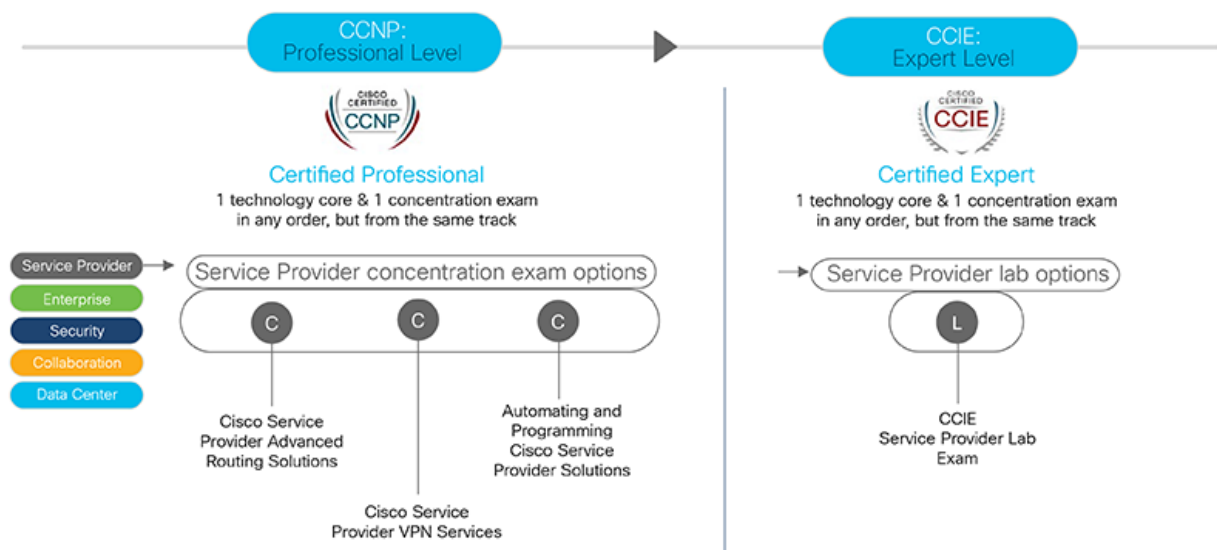 CCNP:
Professional Level
CCIE:
Expert Level
CISCO
CERTIFIED
CCNP
CISCO
CERTIFIED
CCIE
Certified Professional
1 technology core & 1 concentration exam
in any order, but from the same track
Certified Expert
1 technology core & 1 concentration exam
in any order, but from the same track
Service Provider
Enterprise
Security
Collaboration
Data Center
Service Provider concentration exam options
C
C
C
Cisco Service
Provider Advanced
Routing Solutions
Cisco Service
Provider VPN Services
Automating and
Programming
Cisco Service
Provider Solutions
Service Provider lab options
L
CCIE
Service Provider Lab
Exam